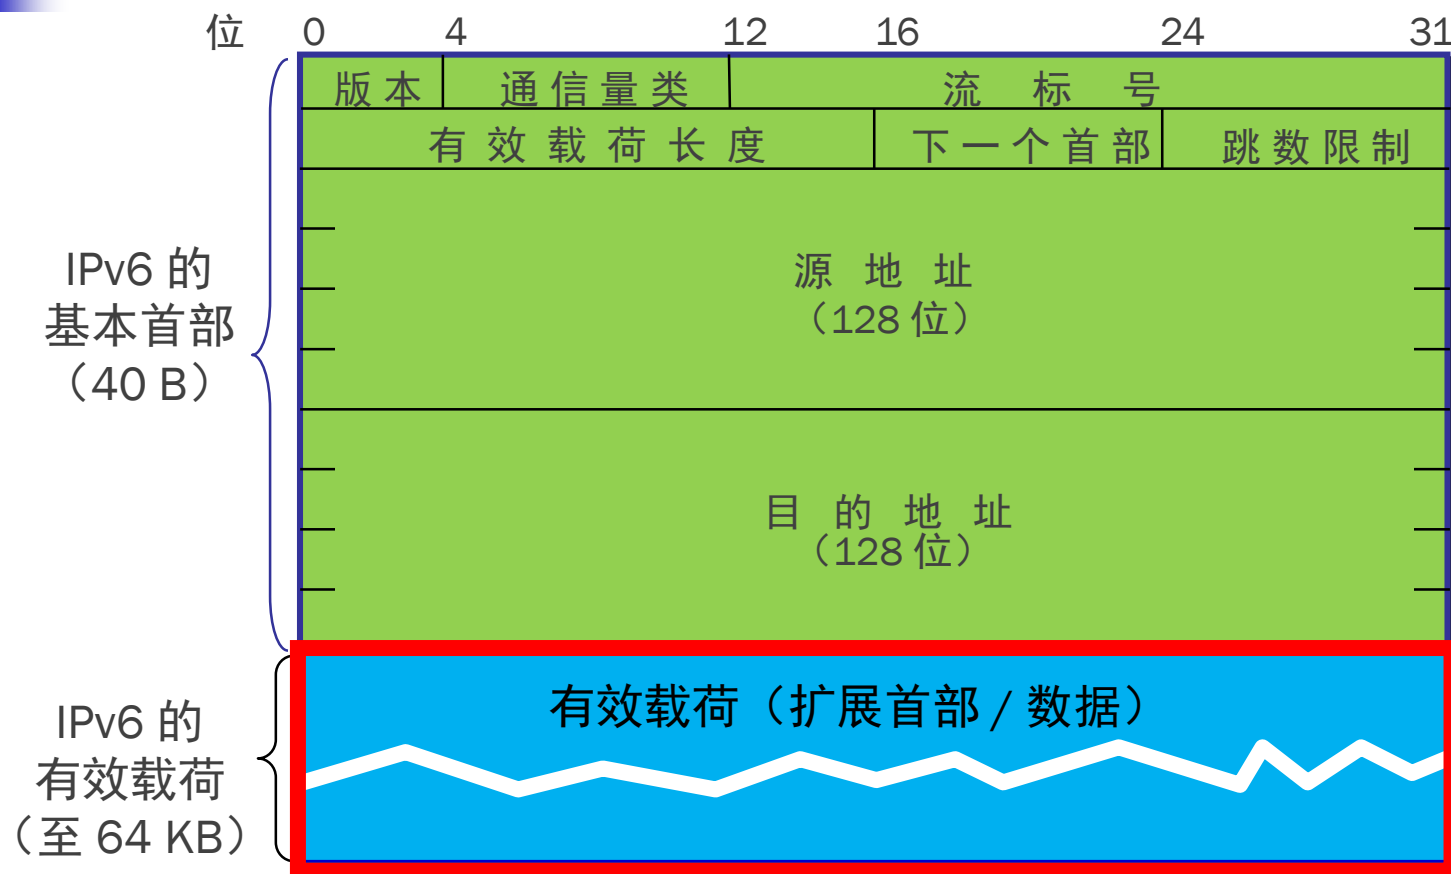 位 0 4 12 16 24 31
版本 通信量类 流标号
有效载荷长度 下一个首部 跳数限制
IPv6 的
基本首部
（40 B）
源地址
（128 位）
目的地址
（128 位）
有效载荷（扩展首部 / 数据）
IPv6 的
有效载荷
（至 64 KB）